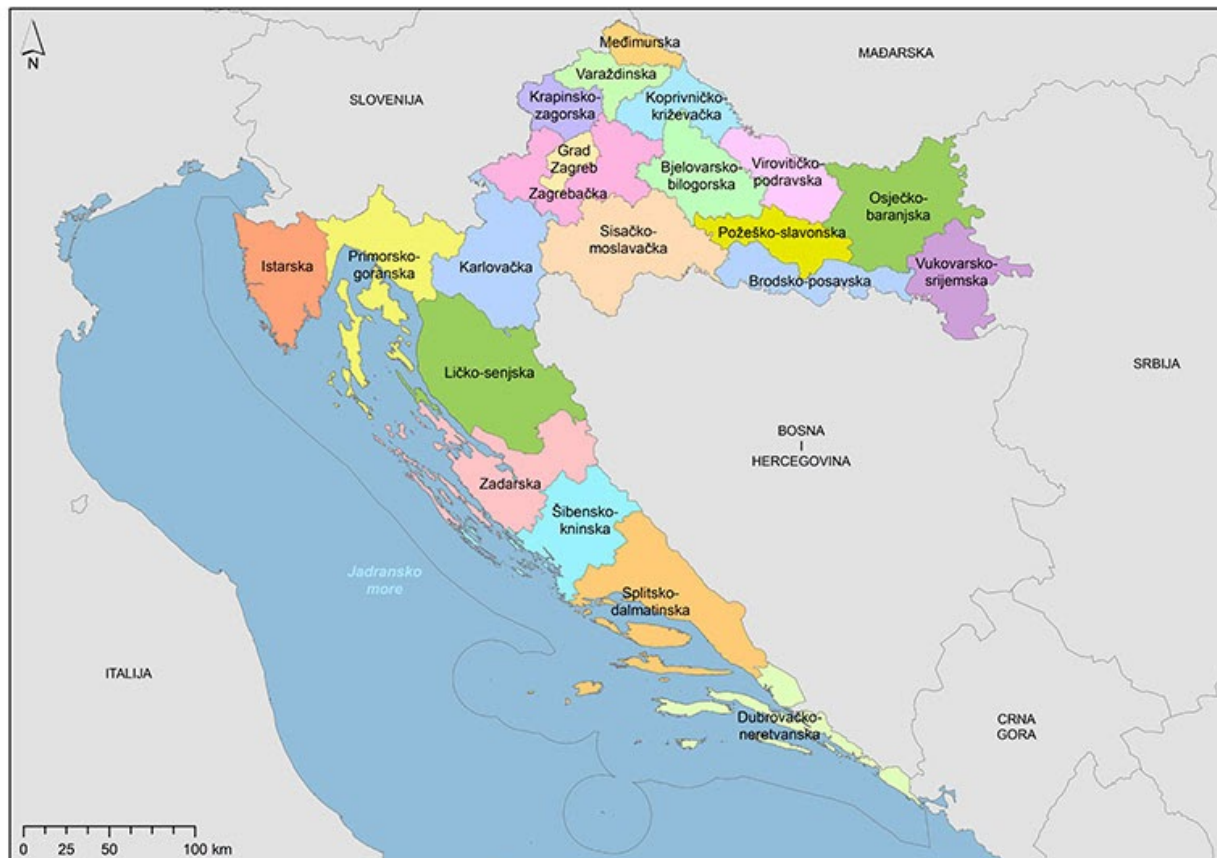 N
Međimurska
MAĐARSKA
Varaždinska
SLOVENIJA
Krapinsko-
zagorska
Koprivničko-
križevačka
Grad
Zagreb
Zagrebačka
Bjelovarsko-
bilogorska
Virovitičko-
podravska
Osječko-
baranjska
Istarska
Primorsko-
goranska
Karlovačka
Sisačko-
moslavačka
Požeško-slavonska
Brodsko-posavska
Vukovarsko-
srijemska
Ličko-senjska
SRBIJA
BOSNA
I
HERCEGOVINA
Zadarska
Šibensko-
kninska
Jadransko
more
Splitsko-
dalmatinska
ITALIJA
Dubrovačko-
neretvanska
CRNA
GORA
0 25 50 100 km